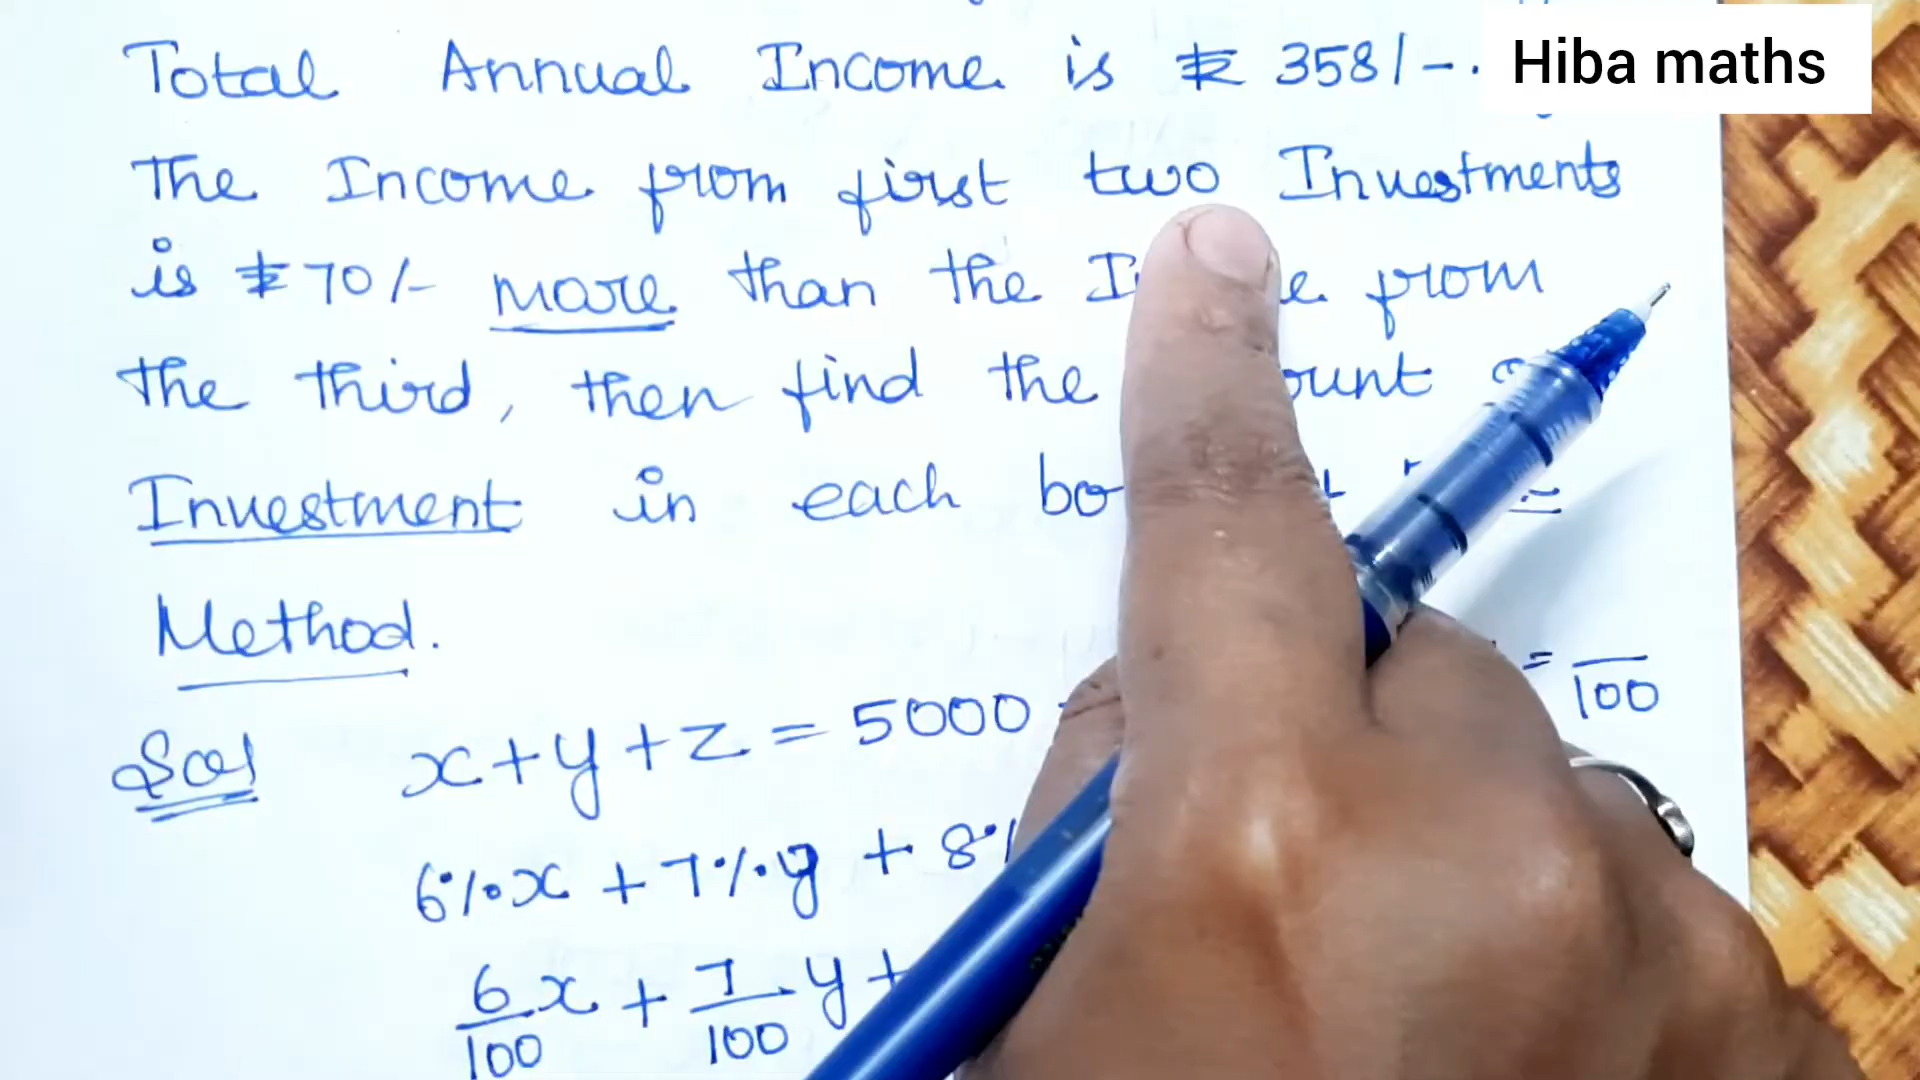 Total Annual Income is ₹ 358/-.
Hiba maths
The Income from first two Investments
is ₹70/- more than the from
the third, then find the
Investment in each
Method.
= 100
Sol x+y+z = 5000
6%x + 7%y + 8%
6/100 x + 7/100 y +